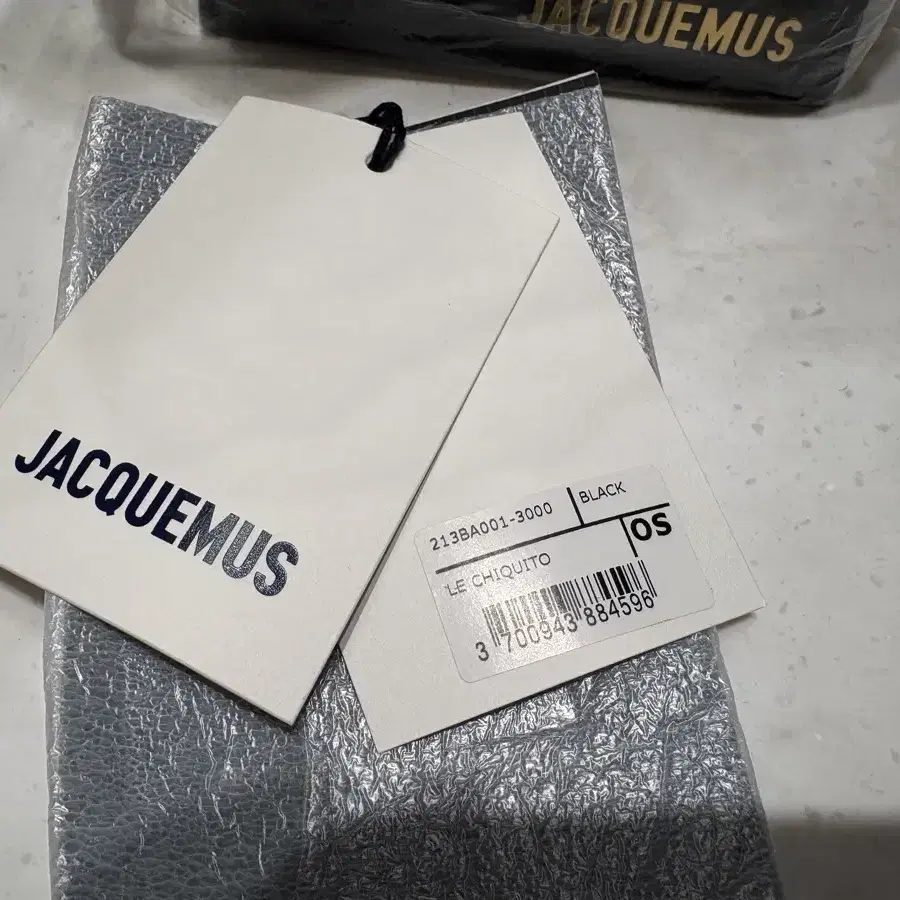 JACQUEMUS
JACQUEMUS
213BA001-3000
BLACK
'LE CHIQUITO
OS
3 700943 884596